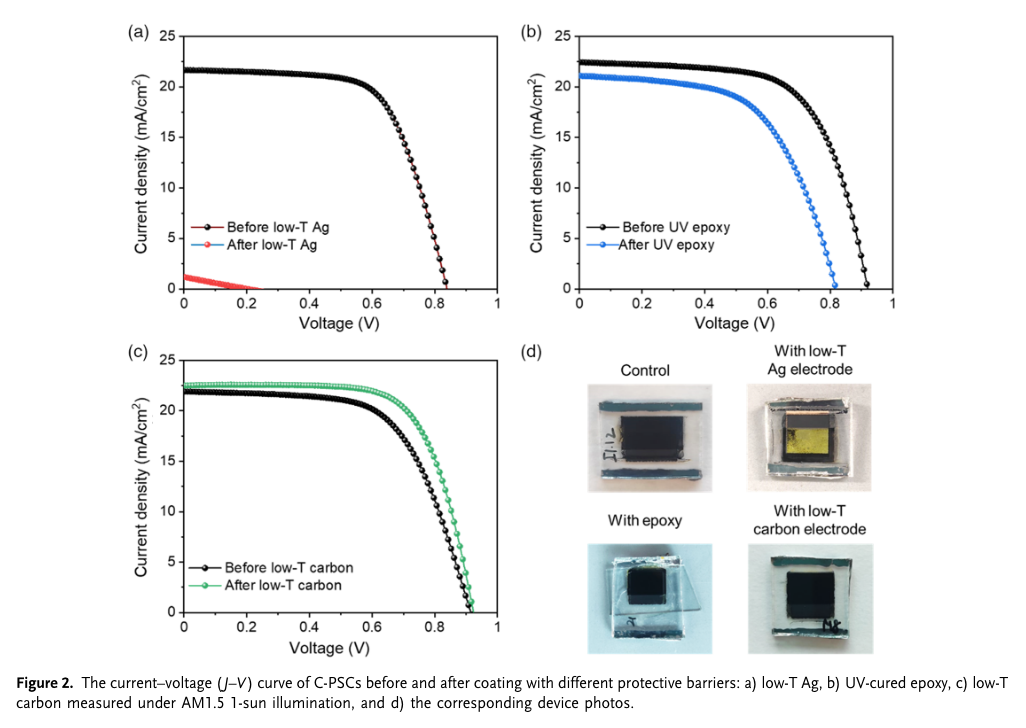 (a)
25
20
15
10
5
0
Current density (mA/cm²)
Before low-T Ag
After low-T Ag
0
0.2
0.4
0.6
0.8
1
Voltage (V)
(b)
25
20
15
10
5
0
Current density (mA/cm²)
Before UV epoxy
After UV epoxy
0
0.2
0.4
0.6
0.8
1
Voltage (V)
(c)
25
20
15
10
5
0
Current density (mA/cm²)
Before low-T carbon
After low-T carbon
0
0.2
0.4
0.6
0.8
1
Voltage (V)
(d)
Control
With low-T
Ag electrode
With epoxy
With low-T
carbon electrode
Figure 2. The current–voltage (J–V) curve of C-PSCs before and after coating with different protective barriers: a) low-T Ag, b) UV-cured epoxy, c) low-T
carbon measured under AM1.5 1-sun illumination, and d) the corresponding device photos.